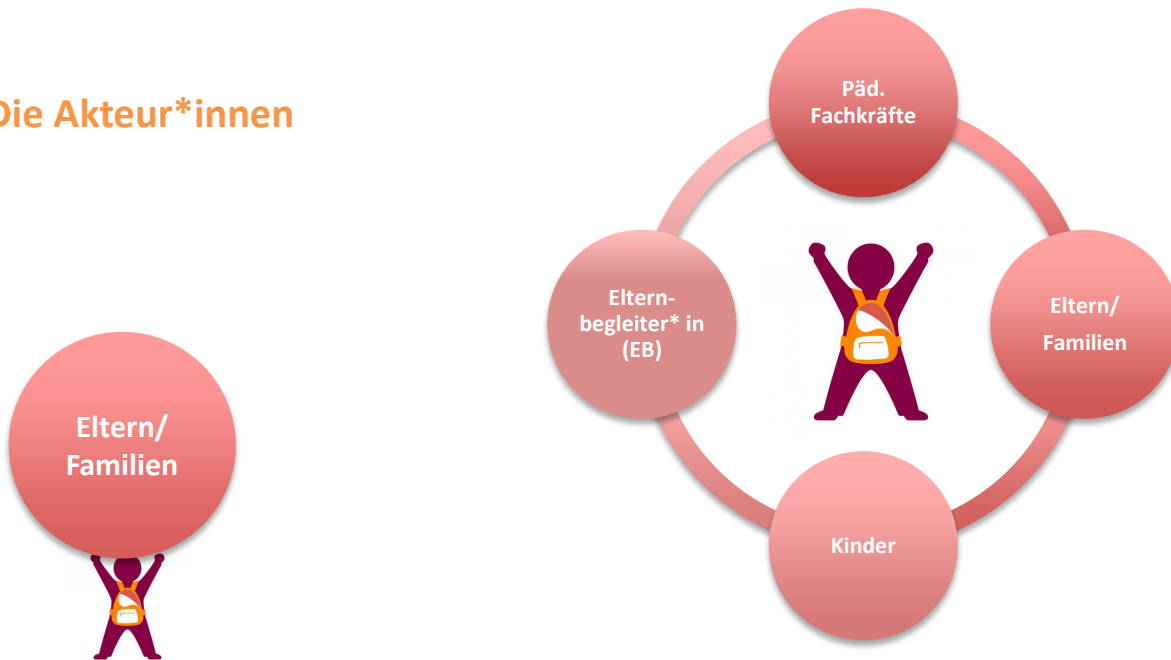 Die Akteur*innen
Eltern/
Familien
Päd.
Fachkräfte
Eltern-
begleiter* in
(EB)
Eltern/
Familien
Kinder